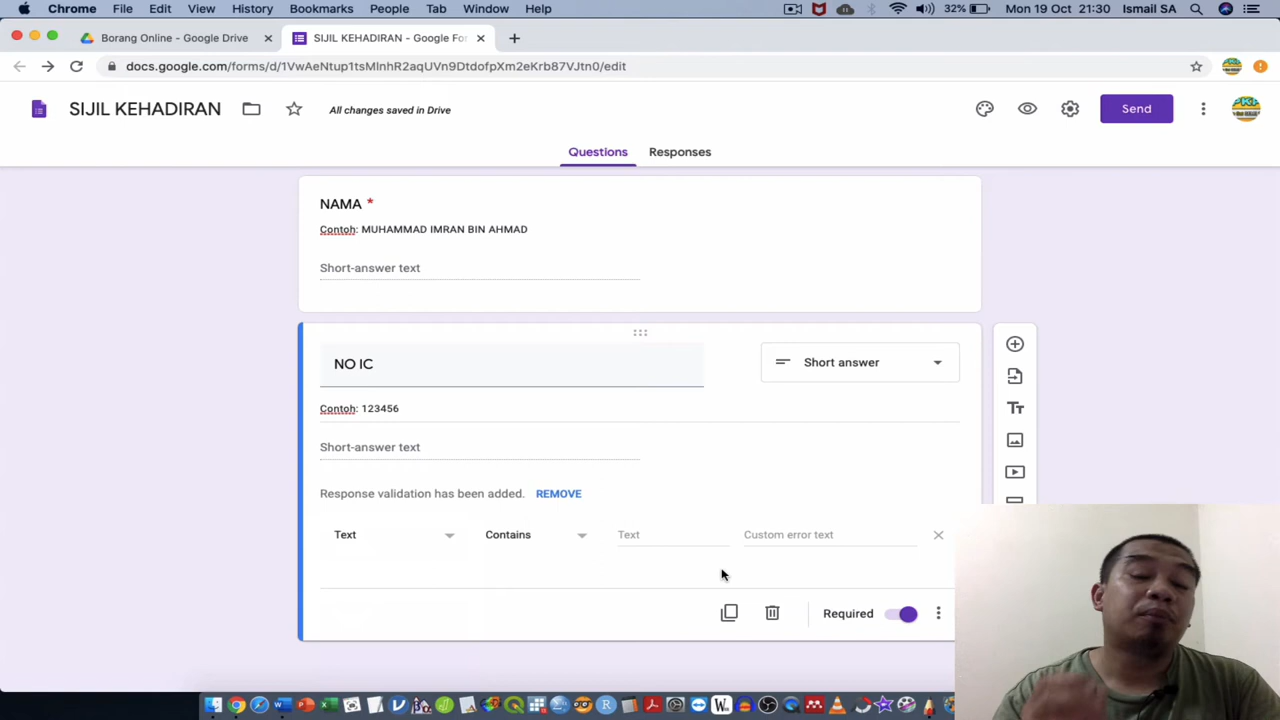 Chrome File Edit View History Bookmarks People Tab Window Help 32% Mon 19 Oct 21:30 Ismail SA
Borang Online - Google Drive SIJIL KEHADIRAN - Google Fo
docs.google.com/forms/d/1VwAeNtup1tsMlnhR2aqUVn9DtdofpXm2eKrb87VJtn0/edit
SIJIL KEHADIRAN All changes saved in Drive Send
Questions Responses
NAMA *
Contoh: MUHAMMAD IMRAN BIN AHMAD
Short-answer text
NO IC Short answer
Contoh: 123456
Short-answer text
Response validation has been added. REMOVE
Text Contains Text Custom error text
Required